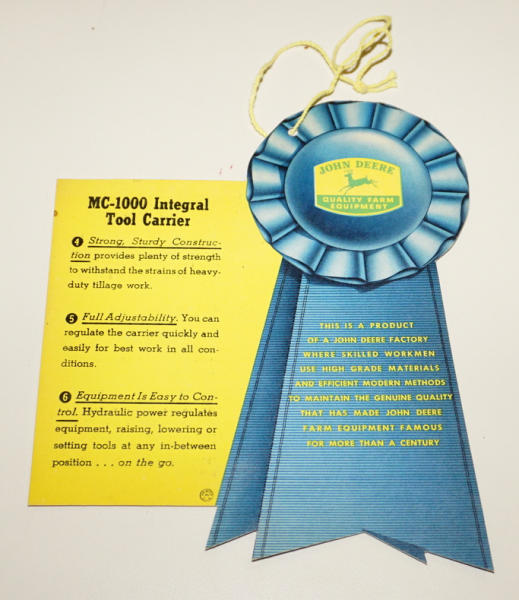 MC-1000 Integral
Tool Carrier
4 Strong, Sturdy Construc-
tion provides plenty of strength
to withstand the strains of heavy-
duty tillage work.
5 Full Adjustability. You can
regulate the carrier quickly and
easily for best work in all con-
ditions.
6 Equipment Is Easy to Con-
trol. Hydraulic power regulates
equipment, raising, lowering or
setting tools at any in-between
position . . . on the go.
JOHN DEERE
QUALITY FARM
EQUIPMENT
THIS IS A PRODUCT
OF A JOHN DEERE FACTORY
WHERE SKILLED WORKMEN
USE HIGH GRADE MATERIALS
AND EFFICIENT MODERN METHODS
TO MAINTAIN THE GENUINE QUALITY
THAT HAS MADE JOHN DEERE
FARM EQUIPMENT FAMOUS
FOR MORE THAN A CENTURY